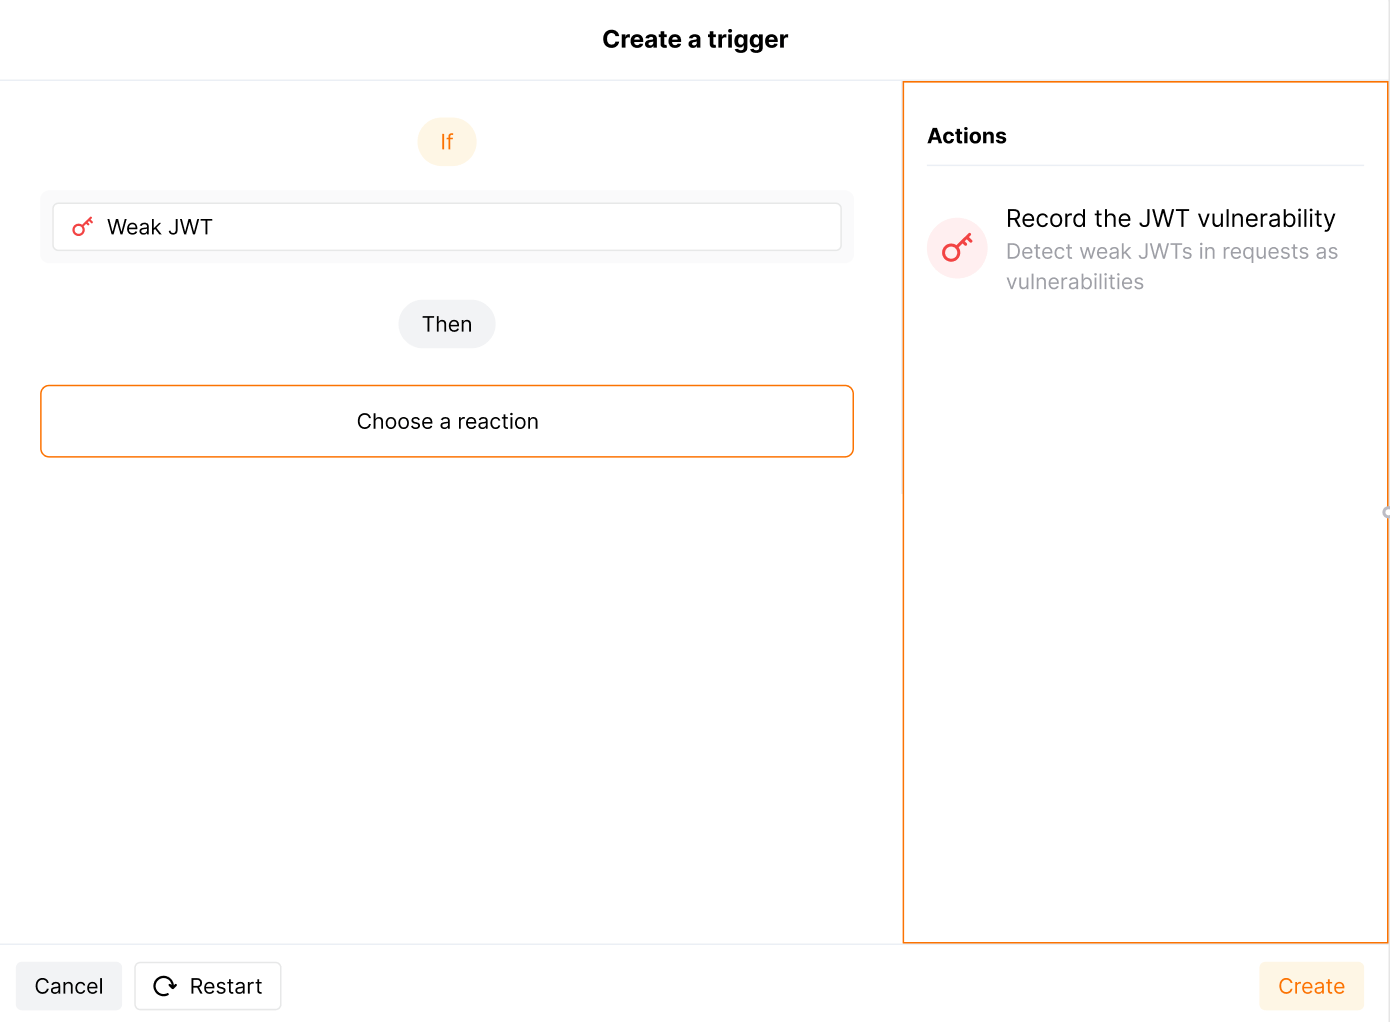 Create a trigger
If
Weak JWT
Then
Choose a reaction
Actions
Record the JWT vulnerability
Detect weak JWTs in requests as
vulnerabilities
Cancel
Restart
Create